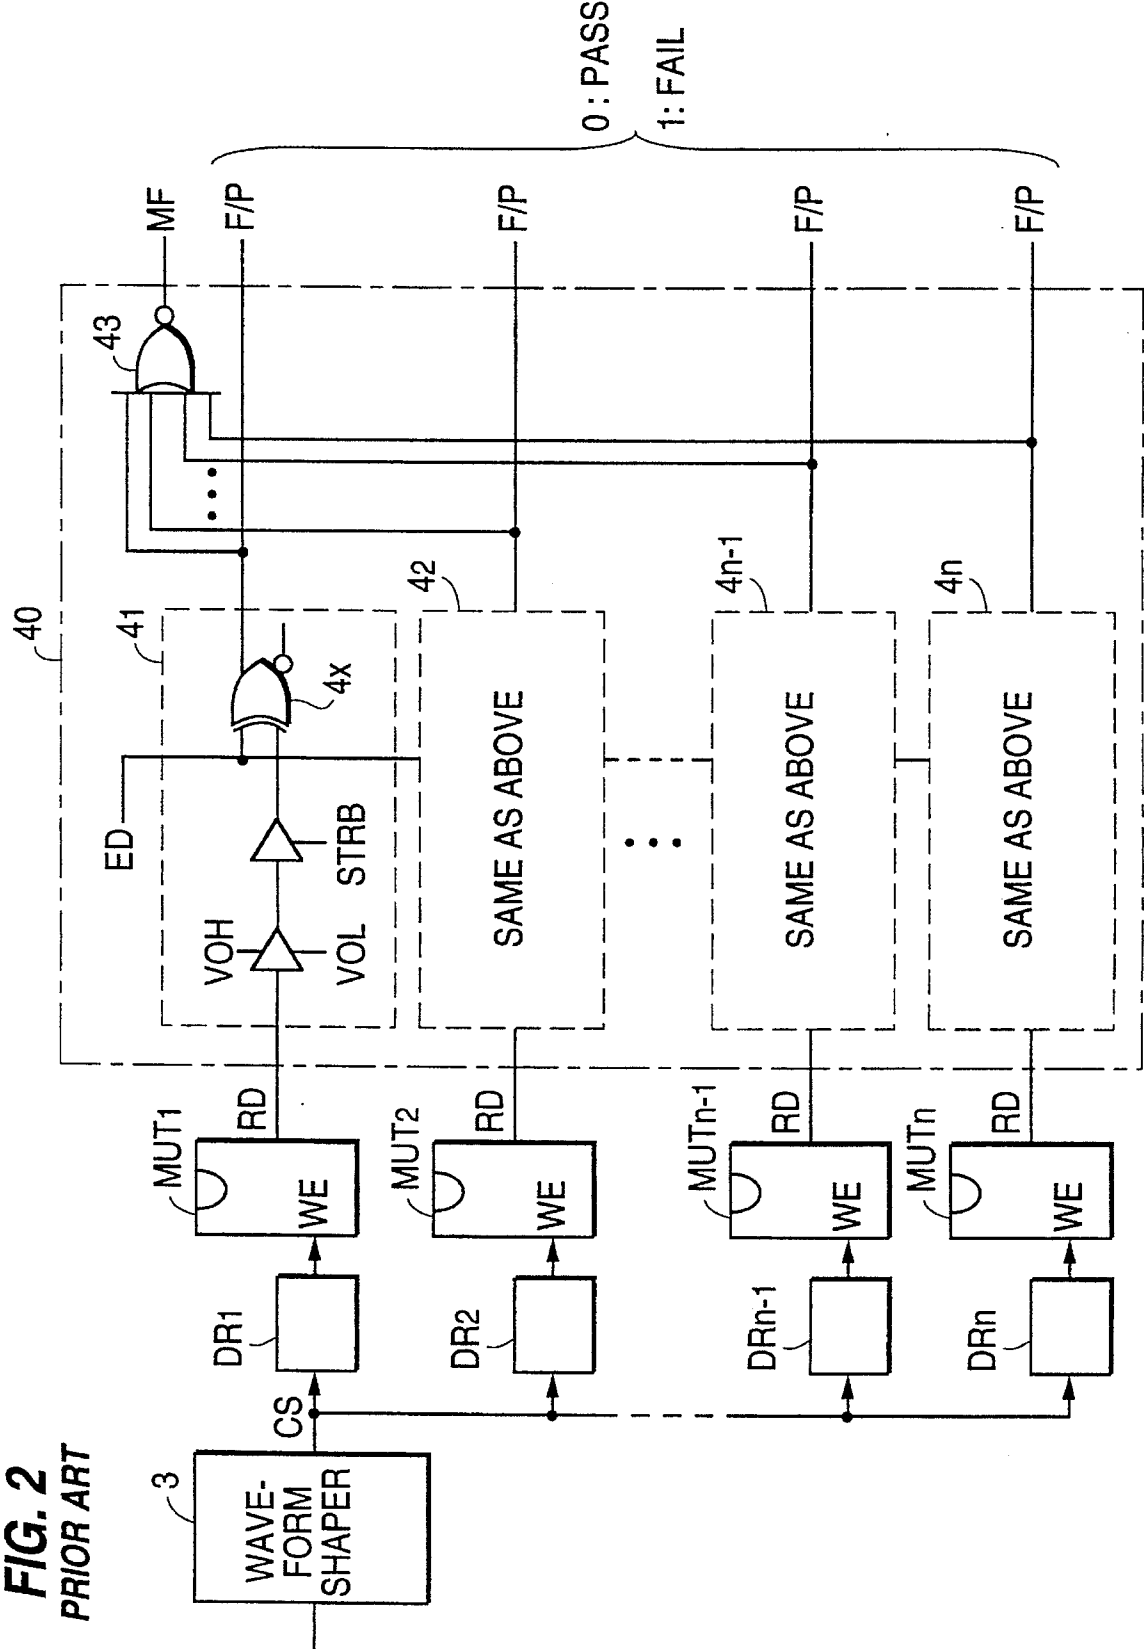 FIG. 2
PRIOR ART
3
WAVE-
FORM
SHAPER
CS
DR1
DR2
DRn-1
DRn
MUT1
WE
RD
MUT2
WE
RD
MUTn-1
WE
RD
MUTn
WE
RD
40
41
ED
VOH
VOL
STRB
4x
42
SAME AS ABOVE
4n-1
SAME AS ABOVE
4n
SAME AS ABOVE
43
MF
F/P
F/P
F/P
F/P
0 : PASS
1: FAIL